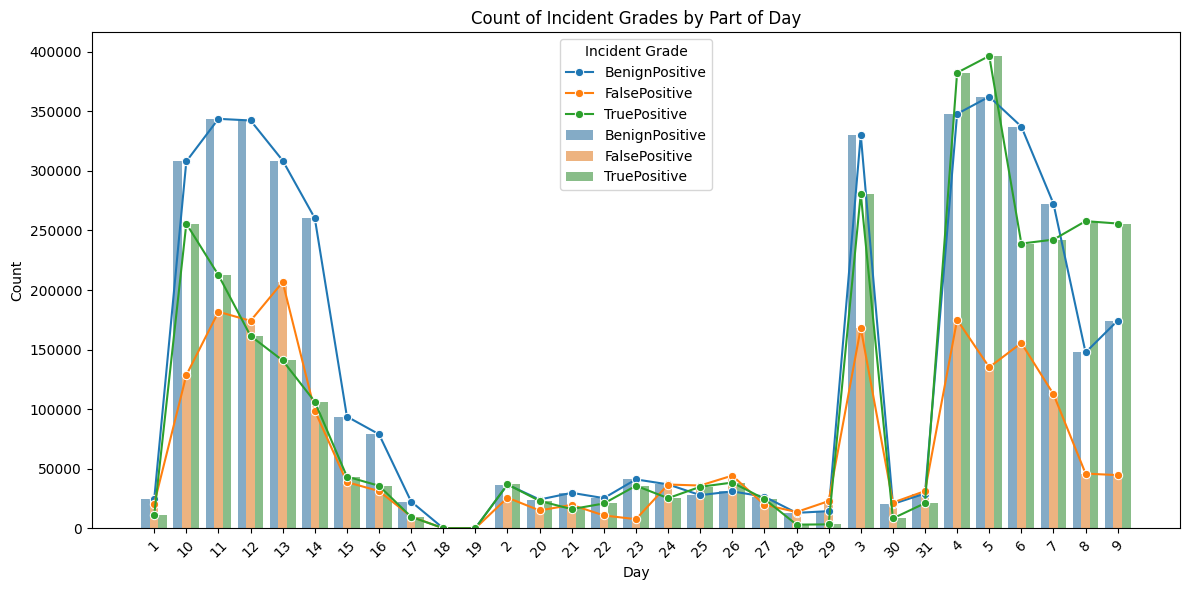 Count of Incident Grades by Part of Day
Incident Grade
BenignPositive
FalsePositive
TruePositive
BenignPositive
FalsePositive
TruePositive
Count
400000
350000
300000
250000
200000
150000
100000
50000
0
1 10 11 12 13 14 15 16 17 18 19 2 20 21 22 23 24 25 26 27 28 29 3 30 31 4 5 6 7 8 9
Day